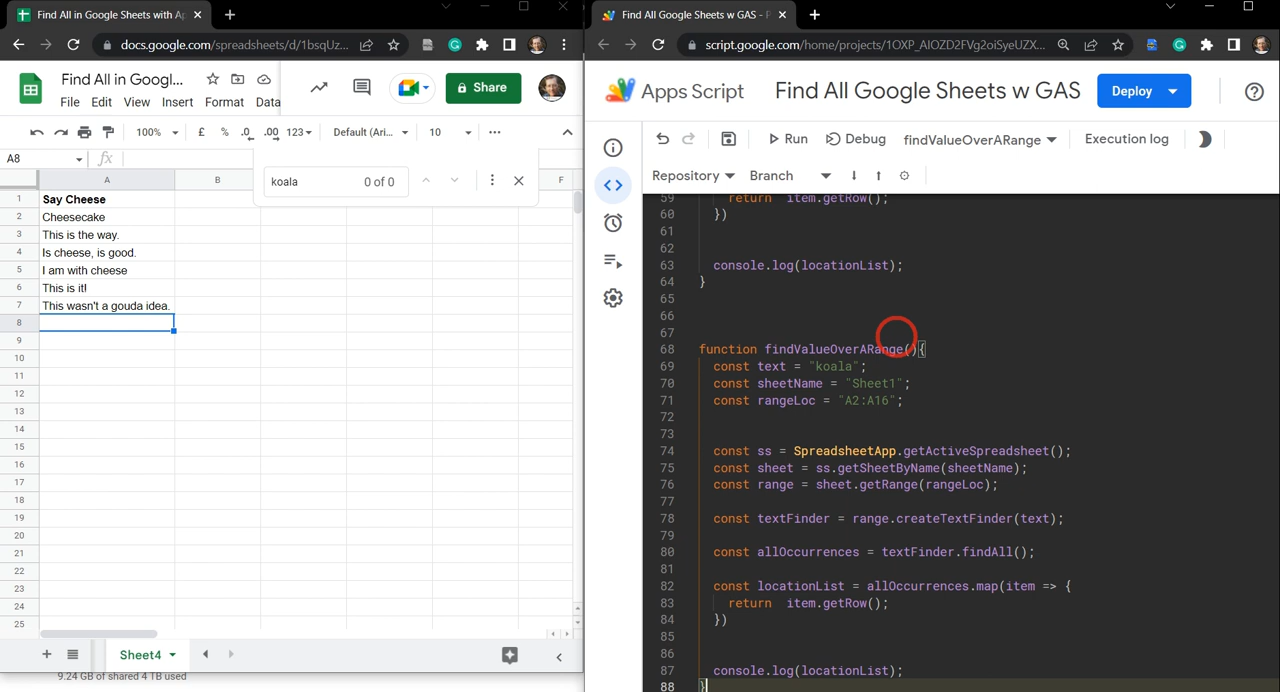 Find All in Google Sheets with Ap
docs.google.com/spreadsheets/d/1bsqUz...
Find All in Googl...
Share
File Edit View Insert Format Data
100% £ % .0 .00 123 Default (Ari... 10 ...
A8 fx
koala 0 of 0
A B F
1 Say Cheese
2 Cheesecake
3 This is the way.
4 Is cheese, is good.
5 I am with cheese
6 This is it!
7 This wasn't a gouda idea.
8
9
10
11
12
13
14
15
16
17
18
19
20
21
22
23
24
25
Sheet4
9.24 GB of shared 4 TB used
Find All Google Sheets w GAS - P
script.google.com/home/projects/1OXP_AIOZD2FVg2oiSyeUZX...
Apps Script Find All Google Sheets w GAS Deploy
Run Debug findValueOverARange Execution log
Repository Branch
59 return item.getRow();
60 })
61
62
63 console.log(locationList);
64 }
65
66
67
68 function findValueOverARange(){
69 const text = "koala";
70 const sheetName = "Sheet1";
71 const rangeLoc = "A2:A16";
72
73
74 const ss = SpreadsheetApp.getActiveSpreadsheet();
75 const sheet = ss.getSheetByName(sheetName);
76 const range = sheet.getRange(rangeLoc);
77
78 const textFinder = range.createTextFinder(text);
79
80 const allOccurrences = textFinder.findAll();
81
82 const locationList = allOccurrences.map(item => {
83 return item.getRow();
84 })
85
86
87 console.log(locationList);
88 }